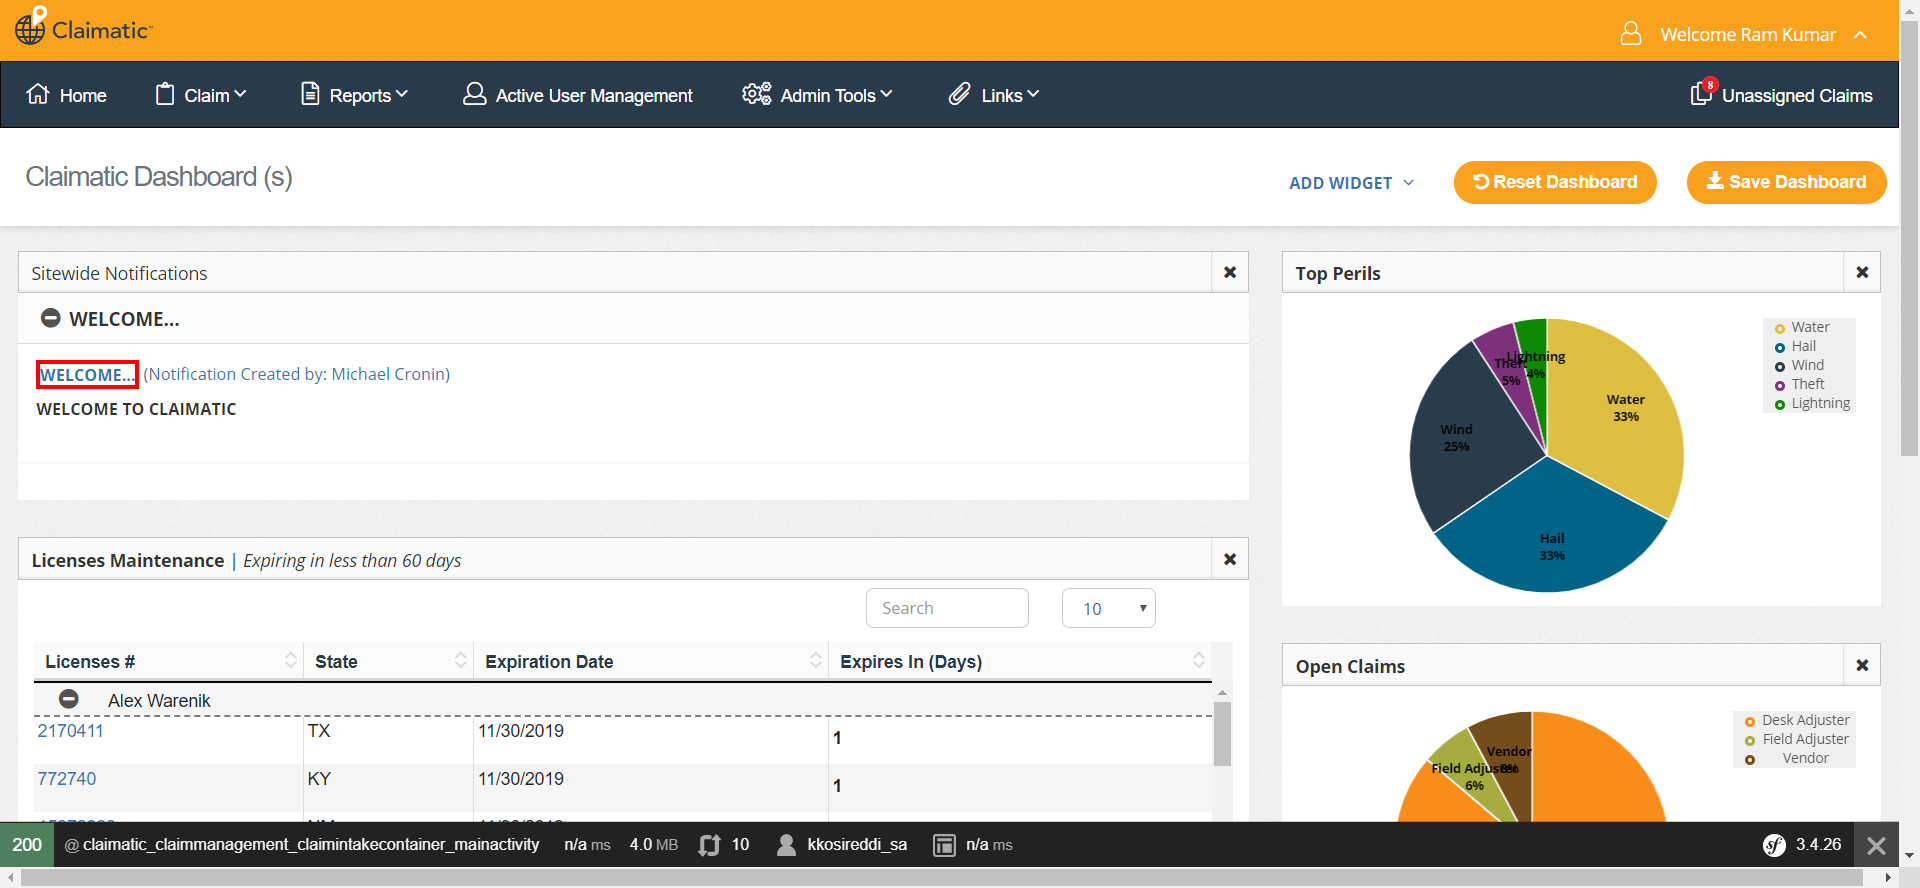 Claimatic
Welcome Ram Kumar
Home
Claim
Reports
Active User Management
Admin Tools
Links
8
Unassigned Claims
Claimatic Dashboard (s)
ADD WIDGET
Reset Dashboard
Save Dashboard
Sitewide Notifications
WELCOME...
WELCOME... (Notification Created by: Michael Cronin)
WELCOME TO CLAIMATIC
Top Perils
Water
Hail
Wind
Theft
Lightning
Lightning
4%
Theft
5%
Water
33%
Wind
25%
Hail
33%
Licenses Maintenance | Expiring in less than 60 days
Search
10
Licenses # State Expiration Date Expires In (Days)
Alex Warenik
2170411 TX 11/30/2019 1
772740 KY 11/30/2019 1
Open Claims
Desk Adjuster
Field Adjuster
Vendor
Vendor
Field Adjuster
6%
200 @ claimatic_claimmanagement_claimintakecontainer_mainactivity n/a ms 4.0 MB 10 kkosireddi_sa n/a ms sf 3.4.26